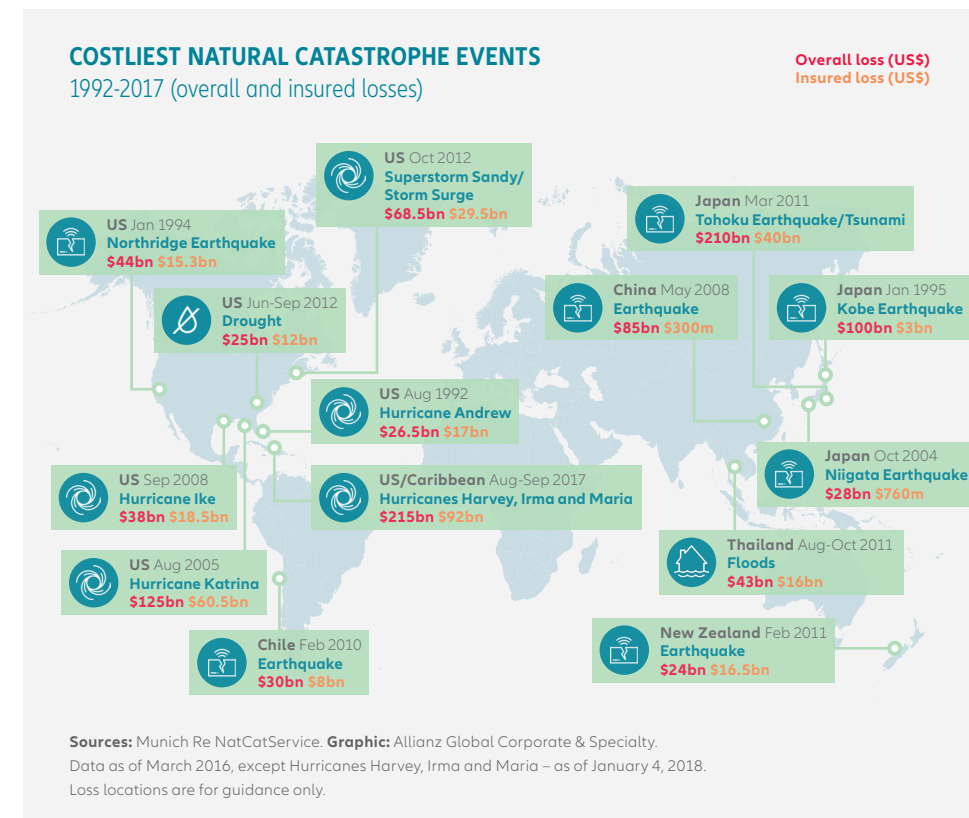 COSTLIEST NATURAL CATASTROPHE EVENTS
1992-2017 (overall and insured losses)
Overall loss (US$)
Insured loss (US$)
US Oct 2012
Superstorm Sandy/
Storm Surge
$68.5bn $29.5bn
Japan Mar 2011
Tohoku Earthquake/Tsunami
$210bn $40bn
US Jan 1994
Northridge Earthquake
$44bn $15.3bn
China May 2008
Earthquake
$85bn $300m
Japan Jan 1995
Kobe Earthquake
$100bn $3bn
US Jun-Sep 2012
Drought
$25bn $12bn
US Aug 1992
Hurricane Andrew
$26.5bn $17bn
Japan Oct 2004
Niigata Earthquake
$28bn $760m
US Sep 2008
Hurricane Ike
$38bn $18.5bn
US/Caribbean Aug-Sep 2017
Hurricanes Harvey, Irma and Maria
$215bn $92bn
Thailand Aug-Oct 2011
Floods
$43bn $16bn
US Aug 2005
Hurricane Katrina
$125bn $60.5bn
New Zealand Feb 2011
Earthquake
$24bn $16.5bn
Chile Feb 2010
Earthquake
$30bn $8bn
Sources: Munich Re NatCatService. Graphic: Allianz Global Corporate & Specialty.
Data as of March 2016, except Hurricanes Harvey, Irma and Maria – as of January 4, 2018.
Loss locations are for guidance only.